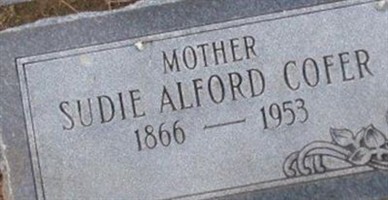 MOTHER
SUDIE ALFORD COFER
1866 — 1953